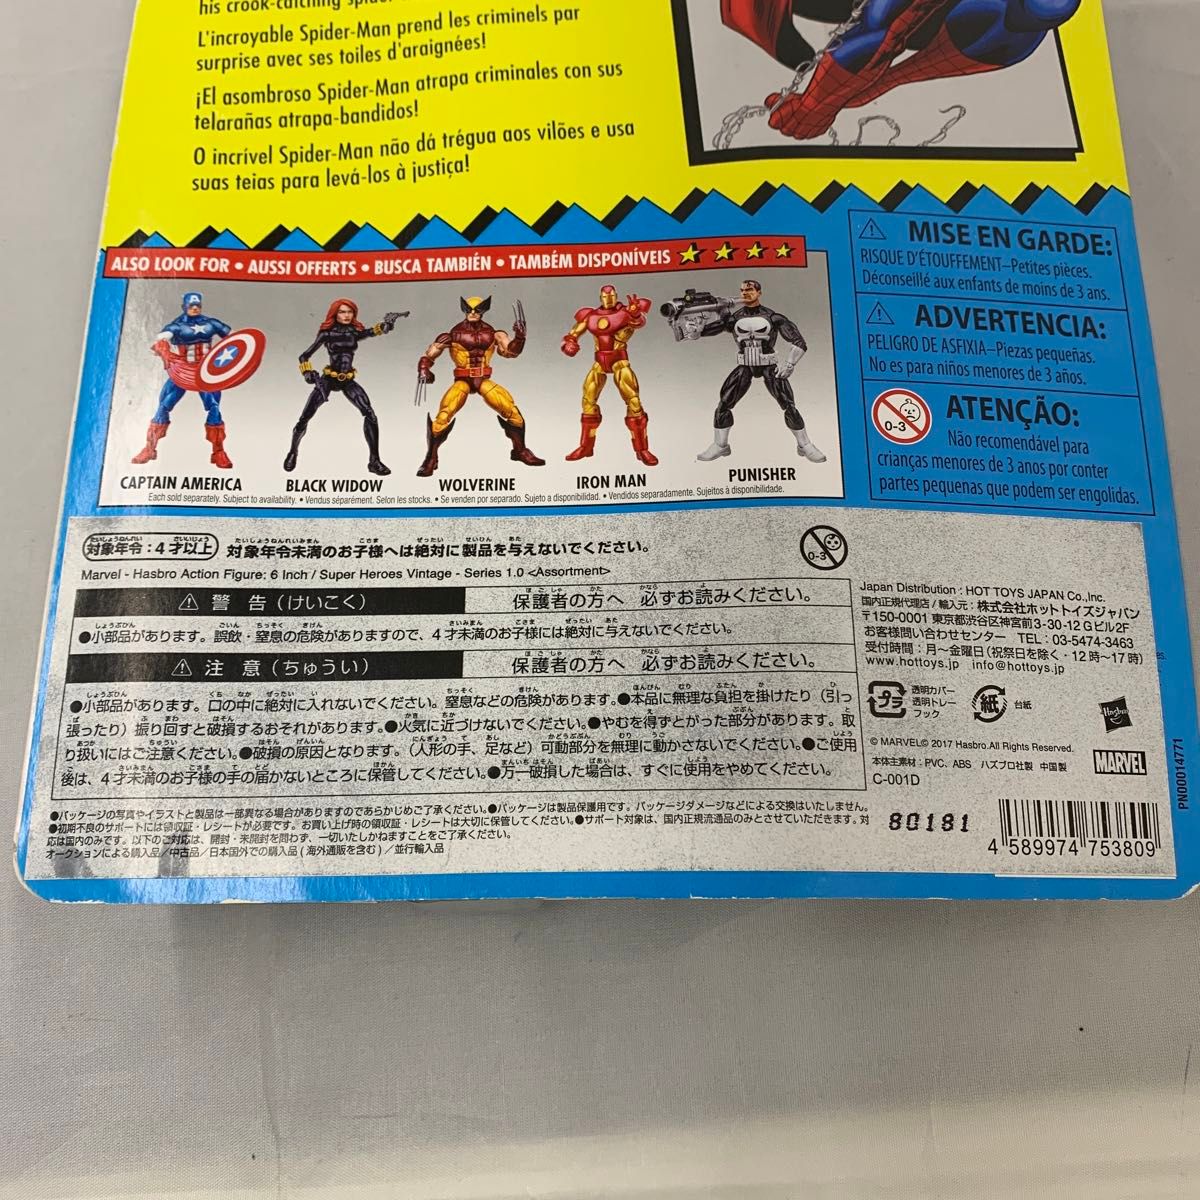 his crook-catching
L'incroyable Spider-Man prend les criminels par
surprise avec ses toiles d'araignées!
¡El asombroso Spider-Man atrapa criminales con sus
telarañas atrapa-bandidos!
O incrível Spider-Man não dá trégua aos vilões e usa
suas teias para levá-los à justiça!
ALSO LOOK FOR • AUSSI OFFERTS • BUSCA TAMBIÉN • TAMBÉM DISPONÍVEIS
CAPTAIN AMERICA
BLACK WIDOW
WOLVERINE
IRON MAN
PUNISHER
Each sold separately. Subject to availability. • Vendus séparément. Selon les stocks. • Se venden por separado. Sujeto a disponibilidad. • Vendidos separadamente. Sujeitos à disponibilidade.
MISE EN GARDE:
RISQUE D'ÉTOUFFEMENT–Petites pièces.
Déconseillé aux enfants de moins de 3 ans.
ADVERTENCIA:
PELIGRO DE ASFIXIA–Piezas pequeñas.
No es para niños menores de 3 años.
0-3
ATENÇÃO:
Não recomendável para
crianças menores de 3 anos por conter
partes pequenas que podem ser engolidas.
対象年令:4才以上 対象年令未満のお子様へは絶対に製品を与えないでください。
0-3
Marvel - Hasbro Action Figure: 6 Inch / Super Heroes Vintage - Series 1.0 <Assortment>
警 告 (けいこく) 保護者の方へ 必ずお読みください。
●小部品があります。誤飲・窒息の危険がありますので、4才未満のお子様には絶対に与えないでください。
注 意 (ちゅうい) 保護者の方へ 必ずお読みください。
●小部品があります。口の中に絶対に入れないでください。窒息などの危険があります。●本品に無理な負担を掛けたり(引っ
張ったり)振り回すと破損するおそれがあります。●火気に近づけないでください。●やむを得ずとがった部分があります。取
り扱いにはご注意ください。●破損の原因となります。(人形の手、足など)可動部分を無理に動かさないでください。●ご使用
後は、4才未満のお子様の手の届かないところに保管してください。●万一破損した場合は、すぐに使用をやめてください。
●パッケージの写真やイラストと製品は一部異なる場合がありますのであらかじめご了承ください。●パッケージは製品保護用です。パッケージダメージなどによる交換はいたしません。
●初期不良のサポートには領収証・レシートが必要です。お買い上げ時の領収証・レシートは大切に保管してください。●サポート対象は、国内正規流通品のみとさせていただきます。対
応は国内のみです。以下のご対応は、開封・未開封を問わず、一切いたしかねますことをご了承ください。
オークションによる購入品/中古品/日本国外での購入品(海外通販を含む)/並行輸入品
Japan Distribution : HOT TOYS JAPAN Co.,Inc.
国内正規代理店/輸入元:株式会社ホットトイズジャパン
〒150-0001 東京都渋谷区神宮前3-30-12 Gビル2F
お客様問い合わせセンター TEL:03-5474-3463
受付時間:月～金曜日(祝祭日を除く・12時～17時)
www.hottoys.jp info@hottoys.jp
プラ
透明カバー
透明トレー
フック
紙
台紙
Hasbro
© MARVEL © 2017 Hasbro.All Rights Reserved.
本体主素材:PVC、ABS ハズブロ社製 中国製
C-001D
MARVEL
PN00014771
80181
4 589974 753809